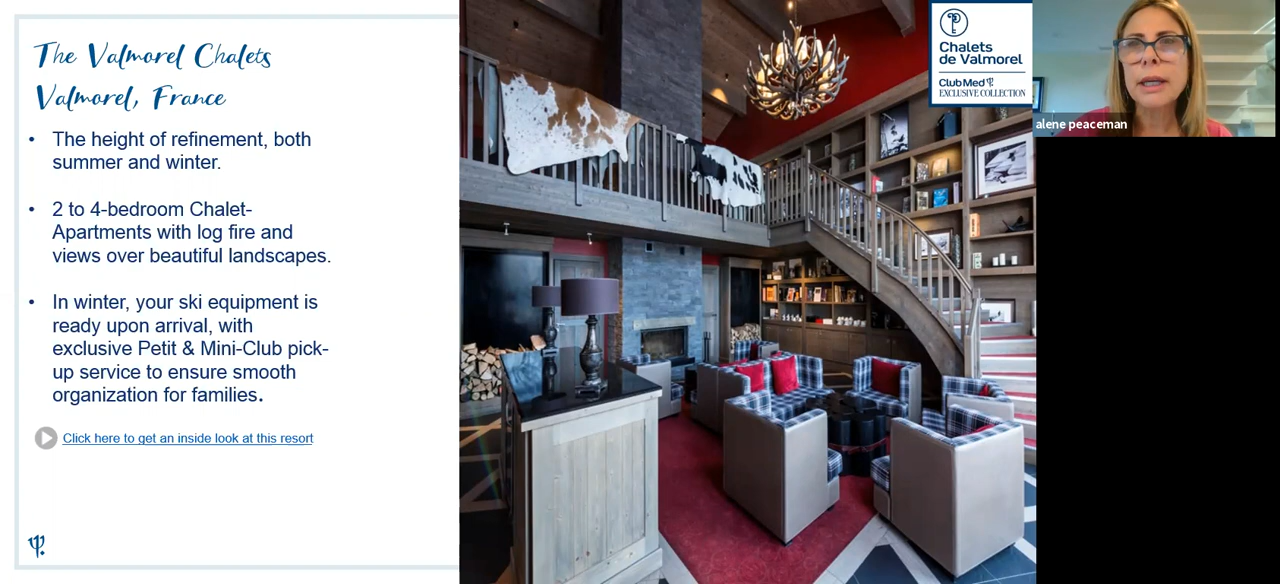 The Valmorel Chalets
Valmorel, France
• The height of refinement, both
summer and winter.
• 2 to 4-bedroom Chalet-
Apartments with log fire and
views over beautiful landscapes.
• In winter, your ski equipment is
ready upon arrival, with
exclusive Petit & Mini-Club pick-
up service to ensure smooth
organization for families.
Click here to get an inside look at this resort
Chalets
de Valmorel
Club Med
EXCLUSIVE COLLECTION
alene peaceman